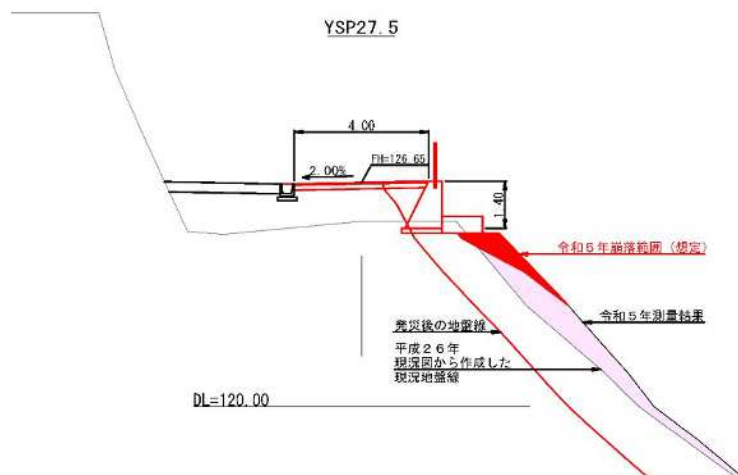 YSP27.5
4.00
FH=126.65
2.00%
1.40
令和5年崩落範囲（想定）
発災後の地盤線
令和5年測量結果
平成26年
現況図から作成した
現況地盤線
DL=120.00